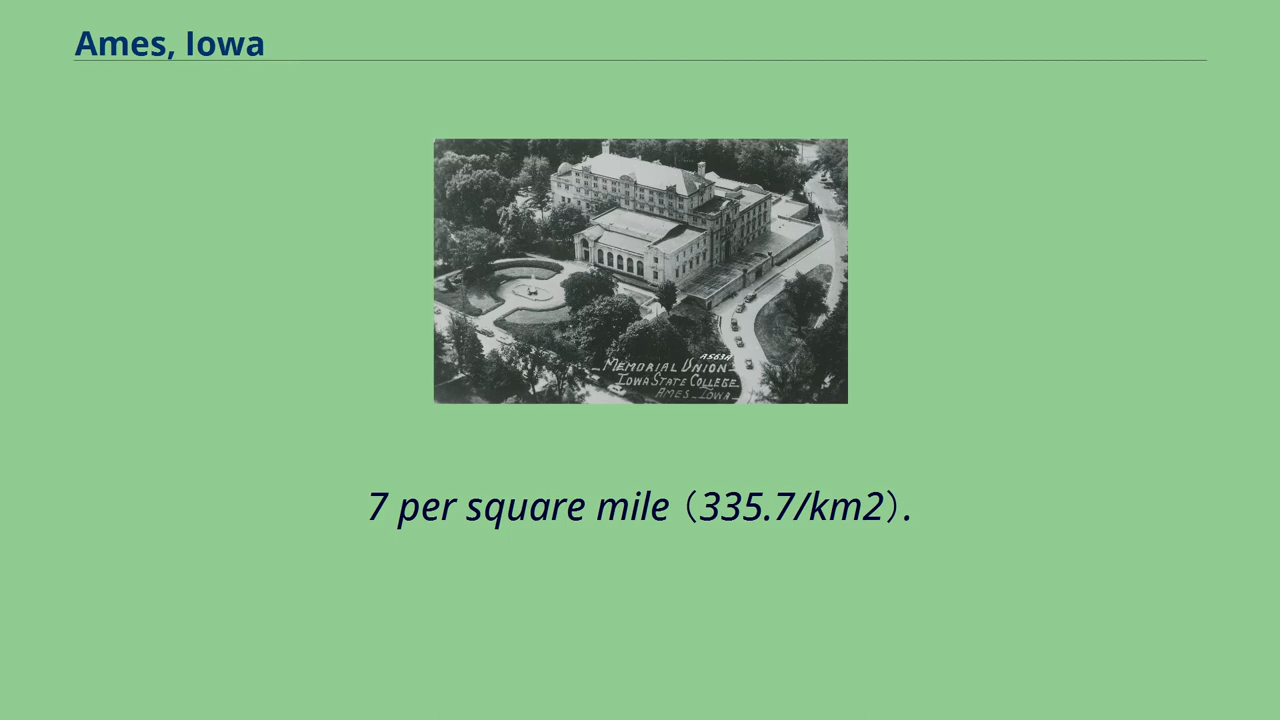 Ames, Iowa
A563A
MEMORIAL UNION
IOWA STATE COLLEGE
AMES - IOWA
7 per square mile (335.7/km2).